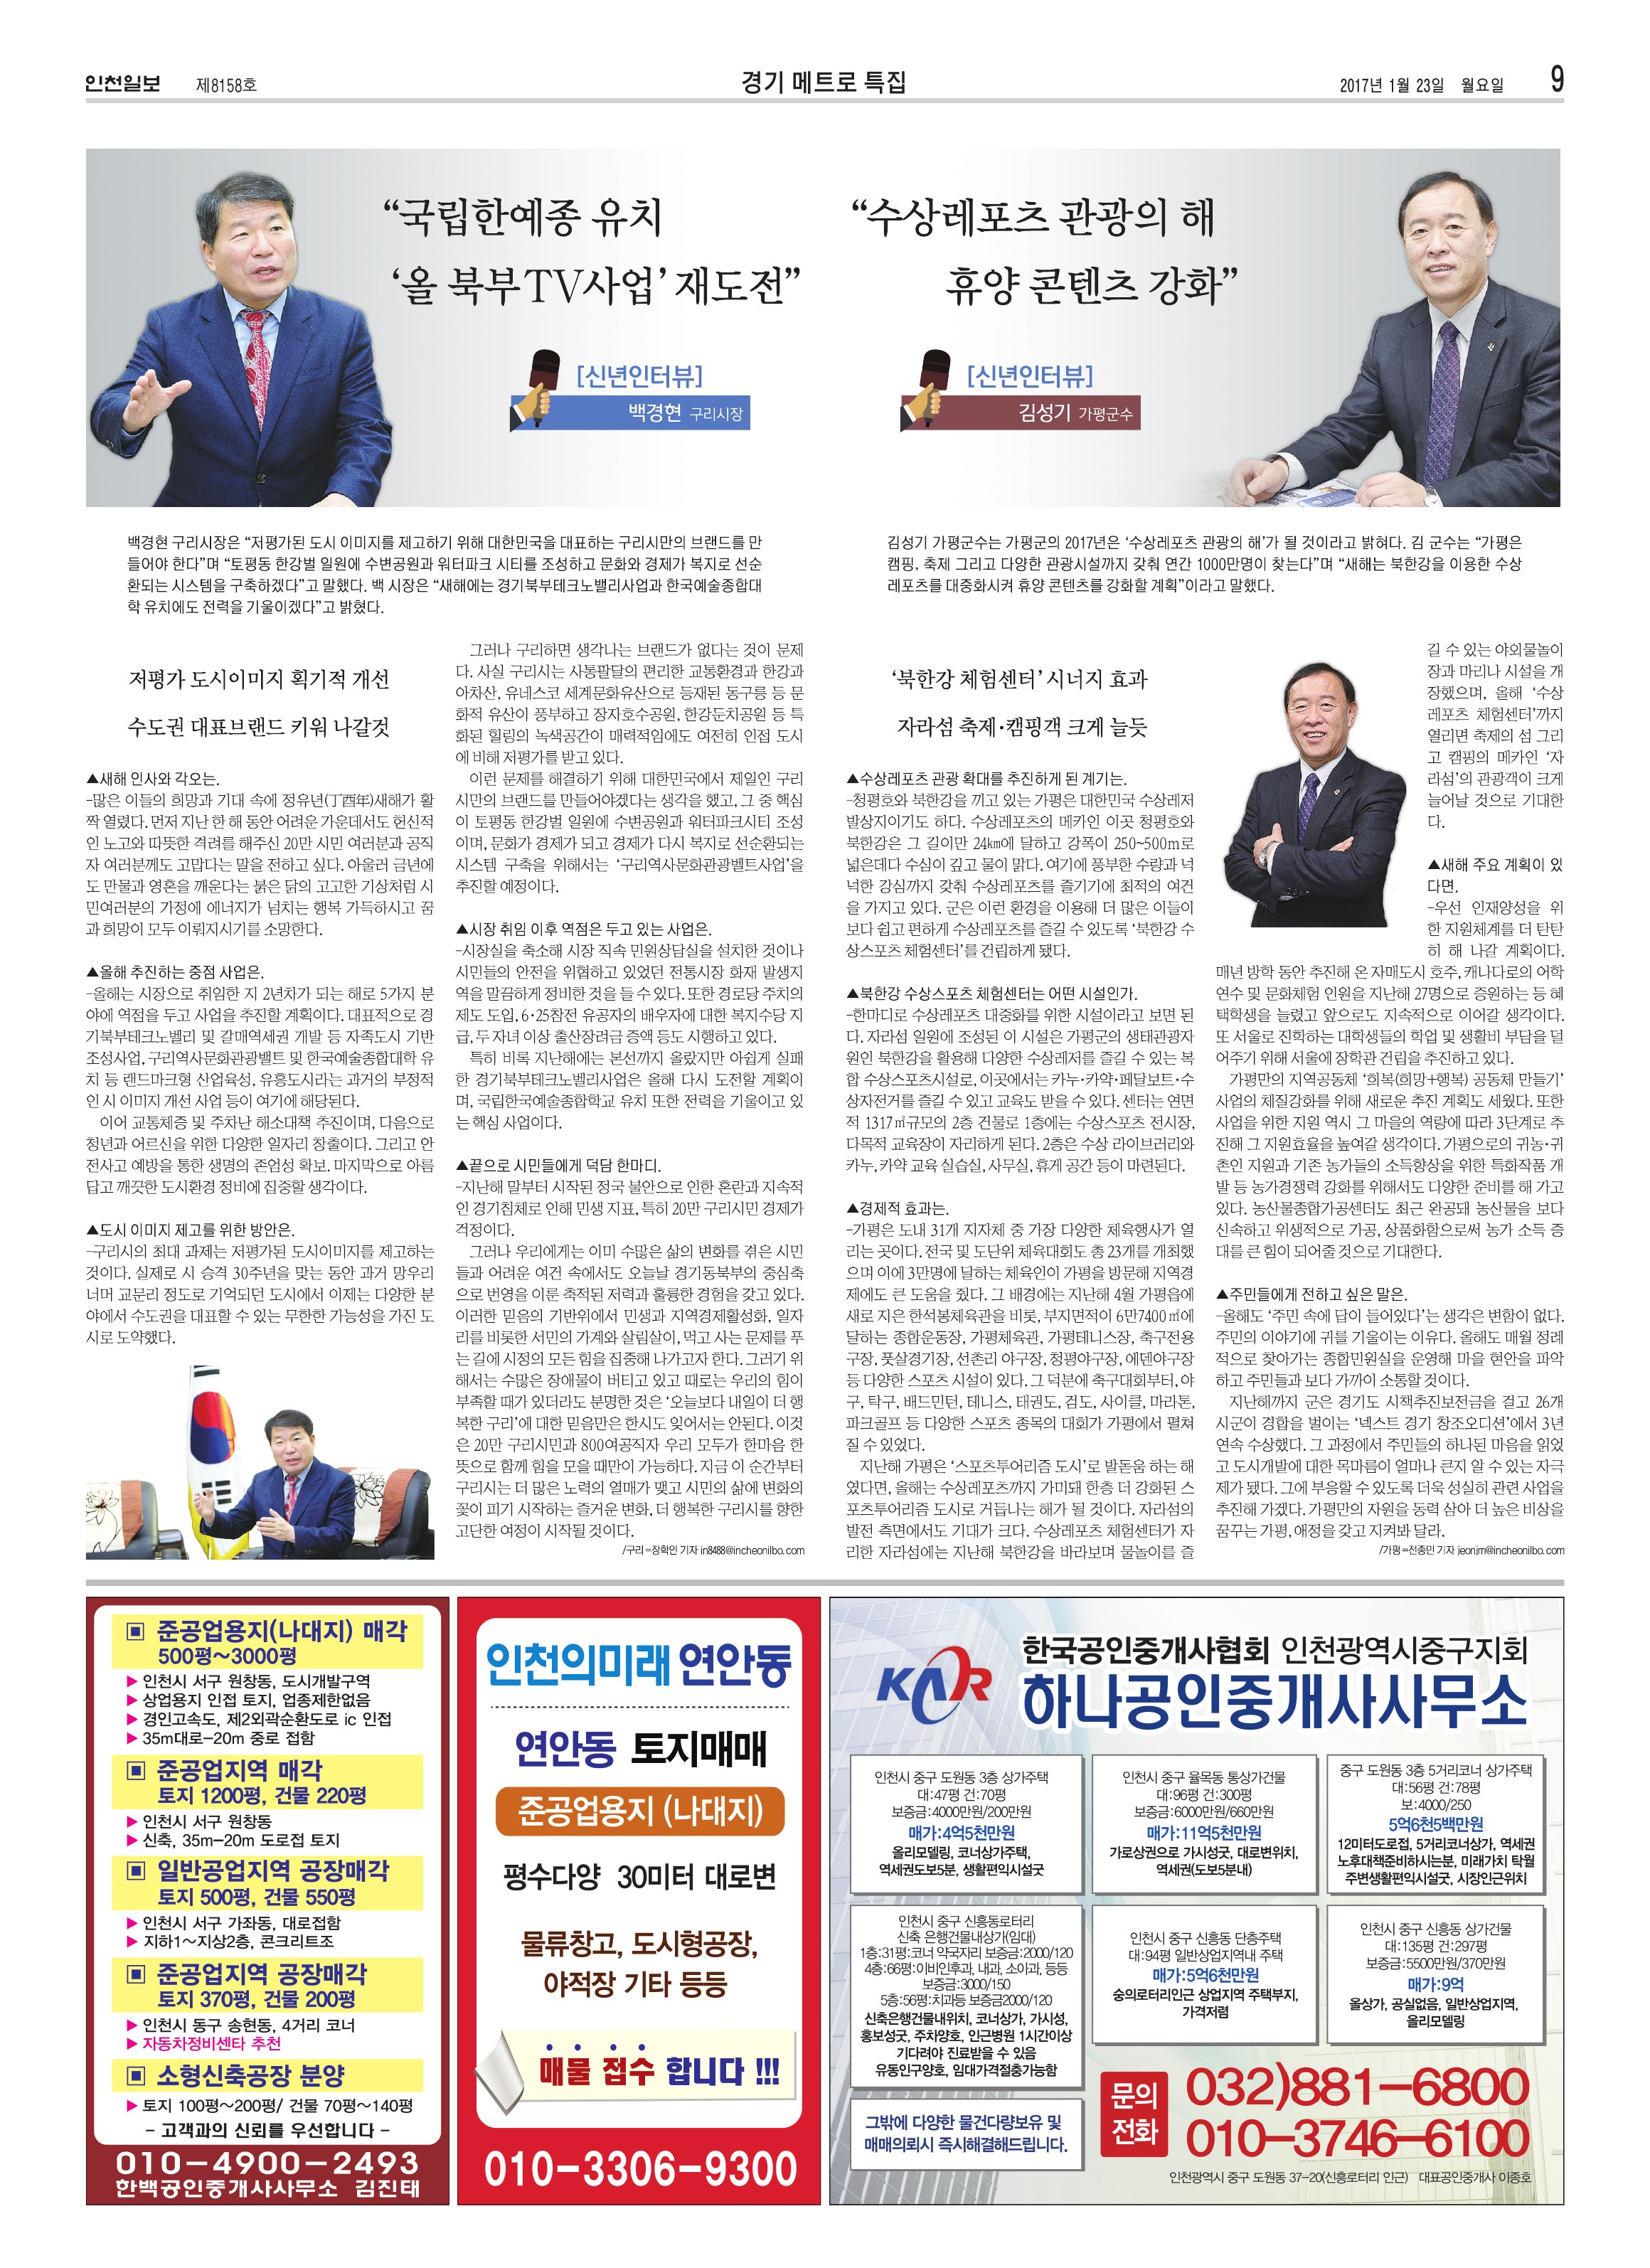 인천일보 제8158호
경기 메트로 특집
2017년 1월 23일 월요일 9
“국립한예종 유치
‘올 북부TV사업’ 재도전”
[신년인터뷰]
백경현 구리시장
“수상레포츠 관광의 해
휴양 콘텐츠 강화”
[신년인터뷰]
김성기 가평군수
백경현 구리시장은 “저평가된 도시 이미지를 제고하기 위해 대한민국을 대표하는 구리시만의 브랜드를 만
들어야 한다”며 “토평동 한강벌 일원에 수변공원과 워터파크 시티를 조성하고 문화와 경제가 복지로 선순
환되는 시스템을 구축하겠다”고 말했다. 백 시장은 “새해에는 경기북부테크노밸리사업과 한국예술종합대
학 유치에도 전력을 기울이겠다”고 밝혔다.
저평가 도시이미지 획기적 개선
수도권 대표브랜드 키워 나갈것
▲새해 인사와 각오는.
-많은 이들의 희망과 기대 속에 정유년(丁酉年)새해가 활
짝 열렸다. 먼저 지난 한 해 동안 어려운 가운데서도 헌신적
인 노고와 따뜻한 격려를 해주신 20만 시민 여러분과 공직
자 여러분께도 고맙다는 말을 전하고 싶다. 아울러 금년에
도 만물과 영혼을 깨운다는 붉은 닭의 고고한 기상처럼 시
민여러분의 가정에 에너지가 넘치는 행복 가득하시고 꿈
과 희망이 모두 이뤄지시기를 소망한다.
▲올해 추진하는 중점 사업은.
-올해는 시장으로 취임한 지 2년차가 되는 해로 5가지 분
야에 역점을 두고 사업을 추진할 계획이다. 대표적으로 경
기북부테크노벨리 및 갈매역세권 개발 등 자족도시 기반
조성사업, 구리역사문화관광벨트 및 한국예술종합대학 유
치 등 랜드마크형 산업육성, 유흥도시라는 과거의 부정적
인 시 이미지 개선 사업 등이 여기에 해당된다.
이어 교통체증 및 주차난 해소대책 추진이며, 다음으로
청년과 어르신을 위한 다양한 일자리 창출이다. 그리고 안
전사고 예방을 통한 생명의 존엄성 확보. 마지막으로 아름
답고 깨끗한 도시환경 정비에 집중할 생각이다.
▲도시 이미지 제고를 위한 방안은.
-구리시의 최대 과제는 저평가된 도시이미지를 제고하는
것이다. 실제로 시 승격 30주년을 맞는 동안 과거 망우리
너머 교문리 정도로 기억되던 도시에서 이제는 다양한 분
야에서 수도권을 대표할 수 있는 무한한 가능성을 가진 도
시로 도약했다.
그러나 구리하면 생각나는 브랜드가 없다는 것이 문제
다. 사실 구리시는 사통팔달의 편리한 교통환경과 한강과
아차산, 유네스코 세계문화유산으로 등재된 동구릉 등 문
화적 유산이 풍부하고 장자호수공원, 한강둔치공원 등 특
화된 힐링의 녹색공간이 매력적임에도 여전히 인접 도시
에 비해 저평가를 받고 있다.
이런 문제를 해결하기 위해 대한민국에서 제일인 구리
시만의 브랜드를 만들어야겠다는 생각을 했고, 그 중 핵심
이 토평동 한강벌 일원에 수변공원과 워터파크시티 조성
이며, 문화가 경제가 되고 경제가 다시 복지로 선순환되는
시스템 구축을 위해서는 ‘구리역사문화관광벨트사업’을
추진할 예정이다.
▲시장 취임 이후 역점은 두고 있는 사업은.
-시장실을 축소해 시장 직속 민원상담실을 설치한 것이나
시민들의 안전을 위협하고 있었던 전통시장 화재 발생지
역을 말끔하게 정비한 것을 들 수 있다. 또한 경로당 주치의
제도 도입, 6·25참전 유공자의 배우자에 대한 복지수당 지
급, 두 자녀 이상 출산장려금 증액 등도 시행하고 있다.
특히 비록 지난해에는 본선까지 올랐지만 아쉽게 실패
한 경기북부테크노벨리사업은 올해 다시 도전할 계획이
며, 국립한국예술종합학교 유치 또한 전력을 기울이고 있
는 핵심 사업이다.
▲끝으로 시민들에게 덕담 한마디.
-지난해 말부터 시작된 정국 불안으로 인한 혼란과 지속적
인 경기침체로 인해 민생 지표, 특히 20만 구리시민 경제가
걱정이다.
그러나 우리에게는 이미 수많은 삶의 변화를 겪은 시민
들과 어려운 여건 속에서도 오늘날 경기동북부의 중심축
으로 번영을 이룬 축적된 저력과 훌륭한 경험을 갖고 있다.
이러한 믿음의 기반위에서 민생과 지역경제활성화, 일자
리를 비롯한 서민의 가계와 살림살이, 먹고 사는 문제를 푸
는 길에 시정의 모든 힘을 집중해 나가고자 한다. 그러기 위
해서는 수많은 장애물이 버티고 있고 때로는 우리의 힘이
부족할 때가 있더라도 분명한 것은 ‘오늘보다 내일이 더 행
복한 구리’에 대한 믿음만은 한시도 잊어서는 안된다. 이것
은 20만 구리시민과 800여공직자 우리 모두가 한마음 한
뜻으로 함께 힘을 모을 때만이 가능하다. 지금 이 순간부터
구리시는 더 많은 노력의 열매가 맺고 시민의 삶에 변화의
꽃이 피기 시작하는 즐거운 변화, 더 행복한 구리시를 향한
고단한 여정이 시작될 것이다.
/구리=장학인 기자 in8488@incheonilbo.com
김성기 가평군수는 가평군의 2017년은 ‘수상레포츠 관광의 해’가 될 것이라고 밝혀다. 김 군수는 “가평은
캠핑, 축제 그리고 다양한 관광시설까지 갖춰 연간 1000만명이 찾는다”며 “새해는 북한강을 이용한 수상
레포츠를 대중화시켜 휴양 콘텐츠를 강화할 계획”이라고 말했다.
‘북한강 체험센터’ 시너지 효과
자라섬 축제·캠핑객 크게 늘듯
▲수상레포츠 관광 확대를 추진하게 된 계기는.
-청평호와 북한강을 끼고 있는 가평은 대한민국 수상레저
발상지이기도 하다. 수상레포츠의 메카인 이곳 청평호와
북한강은 그 길이만 24㎞에 달하고 강폭이 250~500m로
넓은데다 수심이 깊고 물이 맑다. 여기에 풍부한 수량과 넉
넉한 강심까지 갖춰 수상레포츠를 즐기기에 최적의 여건
을 가지고 있다. 군은 이런 환경을 이용해 더 많은 이들이
보다 쉽고 편하게 수상레포츠를 즐길 수 있도록 ‘북한강 수
상스포츠 체험센터’를 건립하게 됐다.
▲북한강 수상스포츠 체험센터는 어떤 시설인가.
-한마디로 수상레포츠 대중화를 위한 시설이라고 보면 된
다. 자라섬 일원에 조성된 이 시설은 가평군의 생태관광자
원인 북한강을 활용해 다양한 수상레저를 즐길 수 있는 복
합 수상스포츠시설로, 이곳에서는 카누·카약·페달보트·수
상자전거를 즐길 수 있고 교육도 받을 수 있다. 센터는 연면
적 1317㎡규모의 2층 건물로 1층에는 수상스포츠 전시장,
다목적 교육장이 자리하게 된다. 2층은 수상 라이브러리와
카누, 카약 교육 실습실, 사무실, 휴게 공간 등이 마련된다.
▲경제적 효과는.
-가평은 도내 31개 지자체 중 가장 다양한 체육행사가 열
리는 곳이다. 전국 및 도단위 체육대회도 총 23개를 개최했
으며 이에 3만명에 달하는 체육인이 가평을 방문해 지역경
제에도 큰 도움을 줬다. 그 배경에는 지난해 4월 가평읍에
새로 지은 한석봉체육관을 비롯, 부지면적이 6만7400㎡에
달하는 종합운동장, 가평체육관, 가평테니스장, 축구전용
구장, 풋살경기장, 선촌리 야구장, 청평야구장, 에덴야구장
등 다양한 스포츠 시설이 있다. 그 덕분에 축구대회부터, 야
구, 탁구, 배드민턴, 테니스, 태권도, 검도, 사이클, 마라톤,
파크골프 등 다양한 스포츠 종목의 대회가 가평에서 펼쳐
질 수 있었다.
지난해 가평은 ‘스포츠투어리즘 도시’로 발돋움 하는 해
였다면, 올해는 수상레포츠까지 가미돼 한층 더 강화된 스
포츠투어리즘 도시로 거듭나는 해가 될 것이다. 자라섬의
발전 측면에서도 기대가 크다. 수상레포츠 체험센터가 자
리한 자라섬에는 지난해 북한강을 바라보며 물놀이를 즐
길 수 있는 야외물놀이
장과 마리나 시설을 개
장했으며, 올해 ‘수상
레포츠 체험센터’까지
열리면 축제의 섬 그리
고 캠핑의 메카인 ‘자
라섬’의 관광객이 크게
늘어날 것으로 기대한
다.
▲새해 주요 계획이 있
다면.
-우선 인재양성을 위
한 지원체계를 더 탄탄
히 해 나갈 계획이다.
매년 방학 동안 추진해 온 자매도시 호주, 캐나다로의 어학
연수 및 문화체험 인원을 지난해 27명으로 증원하는 등 혜
택학생을 늘렸고 앞으로도 지속적으로 이어갈 생각이다.
또 서울로 진학하는 대학생들의 학업 및 생활비 부담을 덜
어주기 위해 서울에 장학관 건립을 추진하고 있다.
가평만의 지역공동체 ‘희복(희망+행복) 공동체 만들기’
사업의 체질강화를 위해 새로운 추진 계획도 세웠다. 또한
사업을 위한 지원 역시 그 마을의 역량에 따라 3단계로 추
진해 그 지원효율을 높여갈 생각이다. 가평으로의 귀농·귀
촌인 지원과 기존 농가들의 소득향상을 위한 특화작품 개
발 등 농가경쟁력 강화를 위해서도 다양한 준비를 해 가고
있다. 농산물종합가공센터도 최근 완공돼 농산물을 보다
신속하고 위생적으로 가공, 상품화함으로써 농가 소득 증
대를 큰 힘이 되어줄 것으로 기대한다.
▲주민들에게 전하고 싶은 말은.
-올해도 ‘주민 속에 답이 들어있다’는 생각은 변함이 없다.
주민의 이야기에 귀를 기울이는 이유다. 올해도 매월 정례
적으로 찾아가는 종합민원실을 운영해 마을 현안을 파악
하고 주민들과 보다 가까이 소통할 것이다.
지난해까지 군은 경기도 시책추진보전금을 걸고 26개
시군이 경합을 벌이는 ‘넥스트 경기 창조오디션’에서 3년
연속 수상했다. 그 과정에서 주민들의 하나된 마음을 읽었
고 도시개발에 대한 목마름이 얼마나 큰지 알 수 있는 자극
제가 됐다. 그에 부응할 수 있도록 더욱 성실히 관련 사업을
추진해 가겠다. 가평만의 자원을 동력 삼아 더 높은 비상을
꿈꾸는 가평, 애정을 갖고 지켜봐 달라.
/가평=전종민 기자 jeonjm@incheonilbo.com
▣ 준공업용지(나대지) 매각
500평~3000평
▶ 인천시 서구 원창동, 도시개발구역
▶ 상업용지 인접 토지, 업종제한없음
▶ 경인고속도, 제2외곽순환도로 ic 인접
▶ 35m대로-20m 중로 접함
▣ 준공업지역 매각
토지 1200평, 건물 220평
▶ 인천시 서구 원창동
▶ 신축, 35m-20m 도로접 토지
▣ 일반공업지역 공장매각
토지 500평, 건물 550평
▶ 인천시 서구 가좌동, 대로접함
▶ 지하1~지상2층, 콘크리트조
▣ 준공업지역 공장매각
토지 370평, 건물 200평
▶ 인천시 동구 송현동, 4거리 코너
▶ 자동차정비센타 추천
▣ 소형신축공장 분양
▶ 토지 100평~200평/ 건물 70평~140평
- 고객과의 신뢰를 우선합니다 -
010-4900-2493
한백공인중개사사무소 김진태
인천의미래 연안동
연안동 토지매매
준공업용지 (나대지)
평수다양 30미터 대로변
물류창고, 도시형공장,
야적장 기타 등등
매물 접수 합니다 !!!
010-3306-9300
KAR
한국공인중개사협회 인천광역시중구지회
하나공인중개사사무소
인천시 중구 도원동 3층 상가주택
대:47평 건:70평
보증금:4000만원/200만원
매가:4억5천만원
올리모델링, 코너상가주택,
역세권도보5분, 생활편익시설굿
인천시 중구 율목동 통상가건물
대:96평 건:300평
보증금:6000만원/660만원
매가:11억5천만원
가로상권으로 가시성굿, 대로변위치,
역세권(도보5분내)
중구 도원동 3층 5거리코너 상가주택
대:56평 건:78평
보:4000/250
5억6천5백만원
12미터도로접, 5거리코너상가, 역세권
노후대책준비하시는분, 미래가치 탁월
주변생활편익시설굿, 시장인근위치
인천시 중구 신흥동로터리
신축 은행건물내상가(임대)
1층:31평:코너 약국자리 보증금:2000/120
4층:66평:이비인후과, 내과, 소아과, 등등
보증금:3000/150
5층:56평:치과등 보증금2000/120
신축은행건물내위치, 코너상가, 가시성,
홍보성굿, 주차양호, 인근병원 1시간이상
기다려야 진료받을 수 있음
유동인구양호, 임대가격절충가능함
인천시 중구 신흥동 단층주택
대:94평 일반상업지역내 주택
매가:5억6천만원
숭의로터리인근 상업지역 주택부지,
가격저렴
인천시 중구 신흥동 상가건물
대:135평 건:297평
보증금:5500만원/370만원
매가:9억
올상가, 공실없음, 일반상업지역,
올리모델링
그밖에 다양한 물건다량보유 및
매매의뢰시 즉시해결해드립니다.
문의
전화
032)881-6800
010-3746-6100
인천광역시 중구 도원동 37-20(신흥로터리 인근) 대표공인중개사 이종호